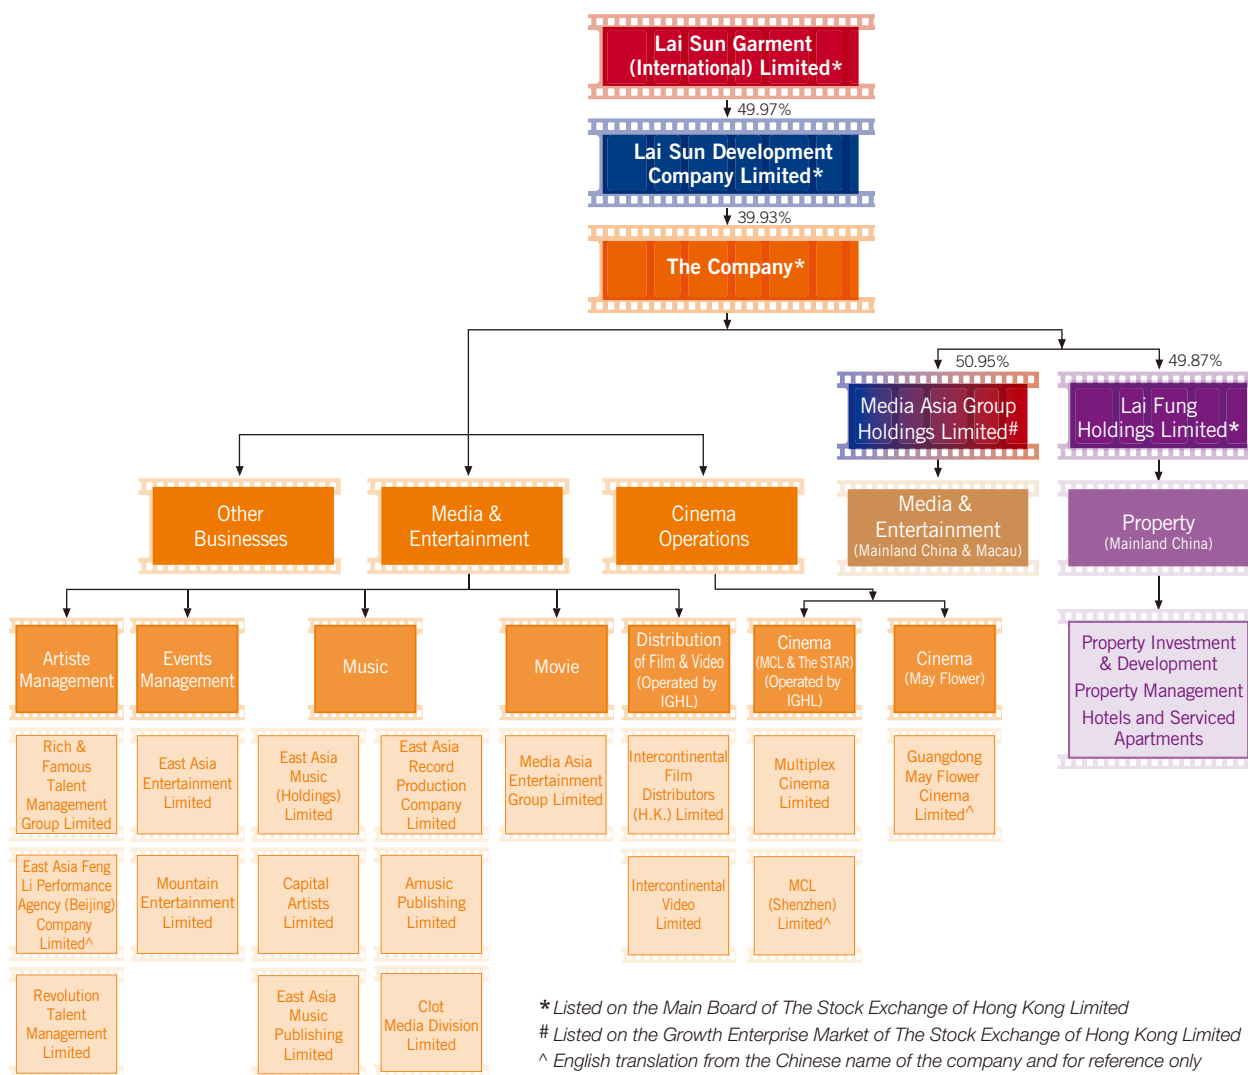 Lai Sun Garment
(International) Limited*
49.97%
Lai Sun Development
Company Limited*
39.93%
The Company*
50.95%
49.87%
Media Asia Group
Holdings Limited#
Lai Fung
Holdings Limited*
Other
Businesses
Media &
Entertainment
Cinema
Operations
Media &
Entertainment
(Mainland China & Macau)
Property
(Mainland China)
Artiste
Management
Events
Management
Music
Movie
Distribution
of Film & Video
(Operated by
IGHL)
Cinema
(MCL & The STAR)
(Operated by
IGHL)
Cinema
(May Flower)
Property Investment
& Development
Property Management
Hotels and Serviced
Apartments
Rich &
Famous
Talent
Management
Group Limited
East Asia
Entertainment
Limited
East Asia
Music
(Holdings)
Limited
East Asia
Record
Production
Company
Limited
Media Asia
Entertainment
Group Limited
Intercontinental
Film
Distributors
(H.K.) Limited
Multiplex
Cinema
Limited
Guangdong
May Flower
Cinema
Limited^
East Asia Feng
Li Performance
Agency (Beijing)
Company
Limited^
Mountain
Entertainment
Limited
Capital
Artists
Limited
Amusic
Publishing
Limited
Intercontinental
Video
Limited
MCL
(Shenzhen)
Limited^
Revolution
Talent
Management
Limited
East Asia
Music
Publishing
Limited
Clot
Media Division
Limited
* Listed on the Main Board of The Stock Exchange of Hong Kong Limited
# Listed on the Growth Enterprise Market of The Stock Exchange of Hong Kong Limited
^ English translation from the Chinese name of the company and for reference only